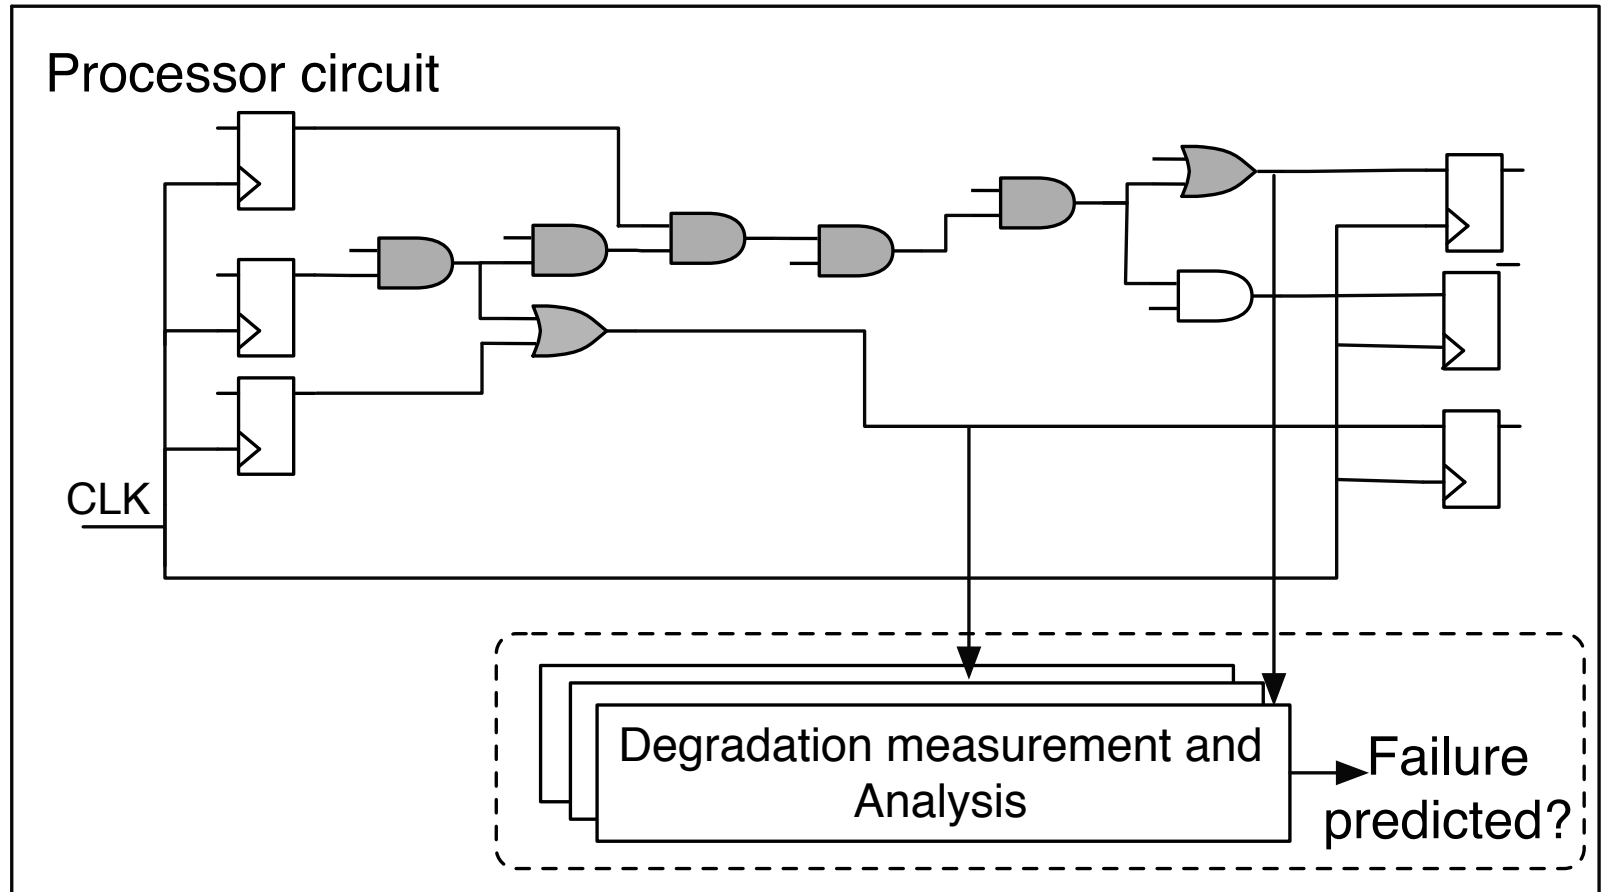 Processor circuit
CLK
Degradation measurement and
Analysis
Failure
predicted?